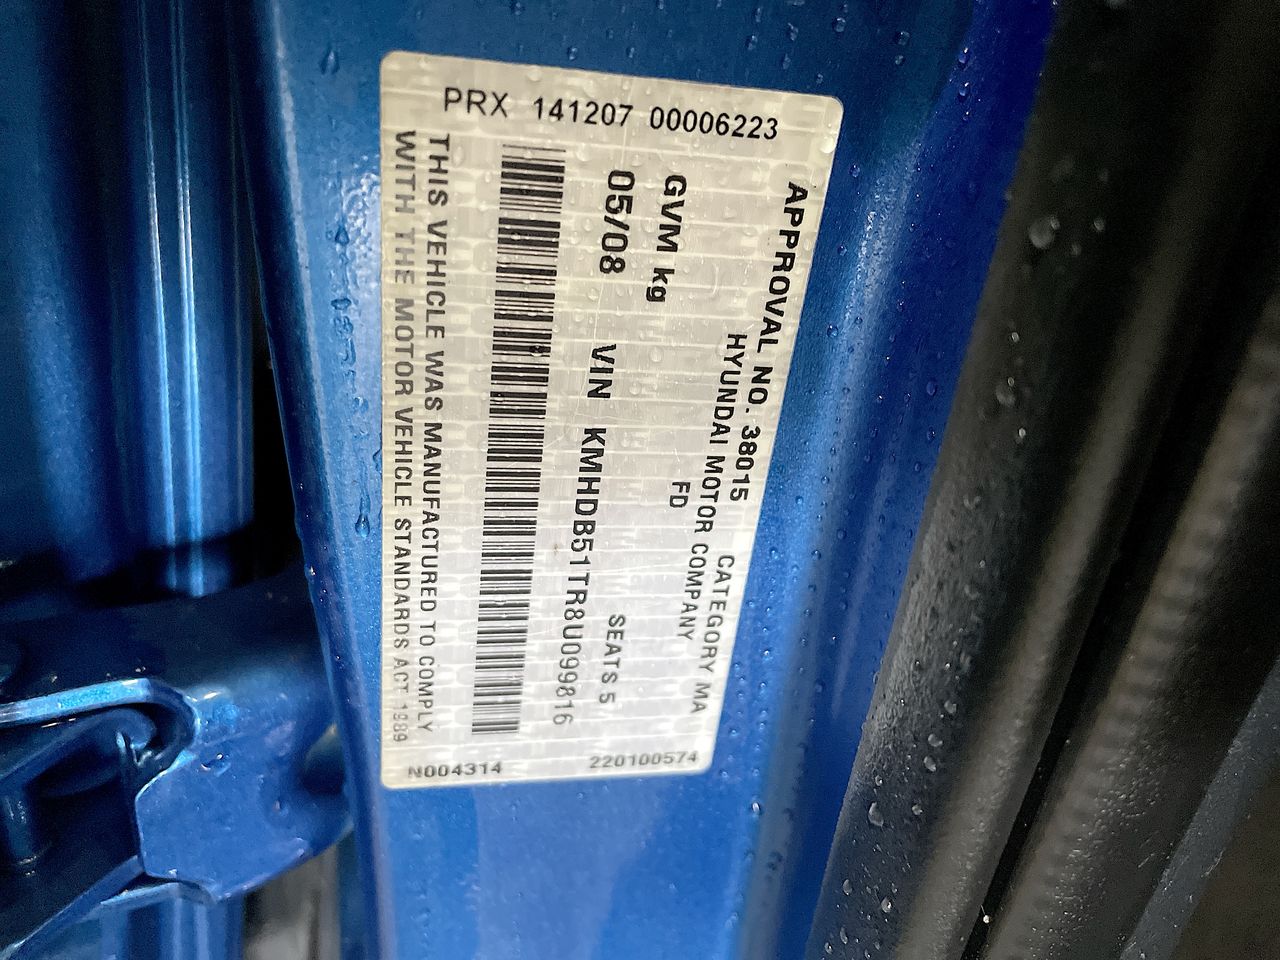 PRX 141207 00006223
APPROVAL NO. 38015 CATEGORY MA
HYUNDAI MOTOR COMPANY
GVM kg FD
05/08 VIN KMHDB51TR8U099816 SEATS 5
THIS VEHICLE WAS MANUFACTURED TO COMPLY
WITH THE MOTOR VEHICLE STANDARDS ACT 1989
N004314 220100574